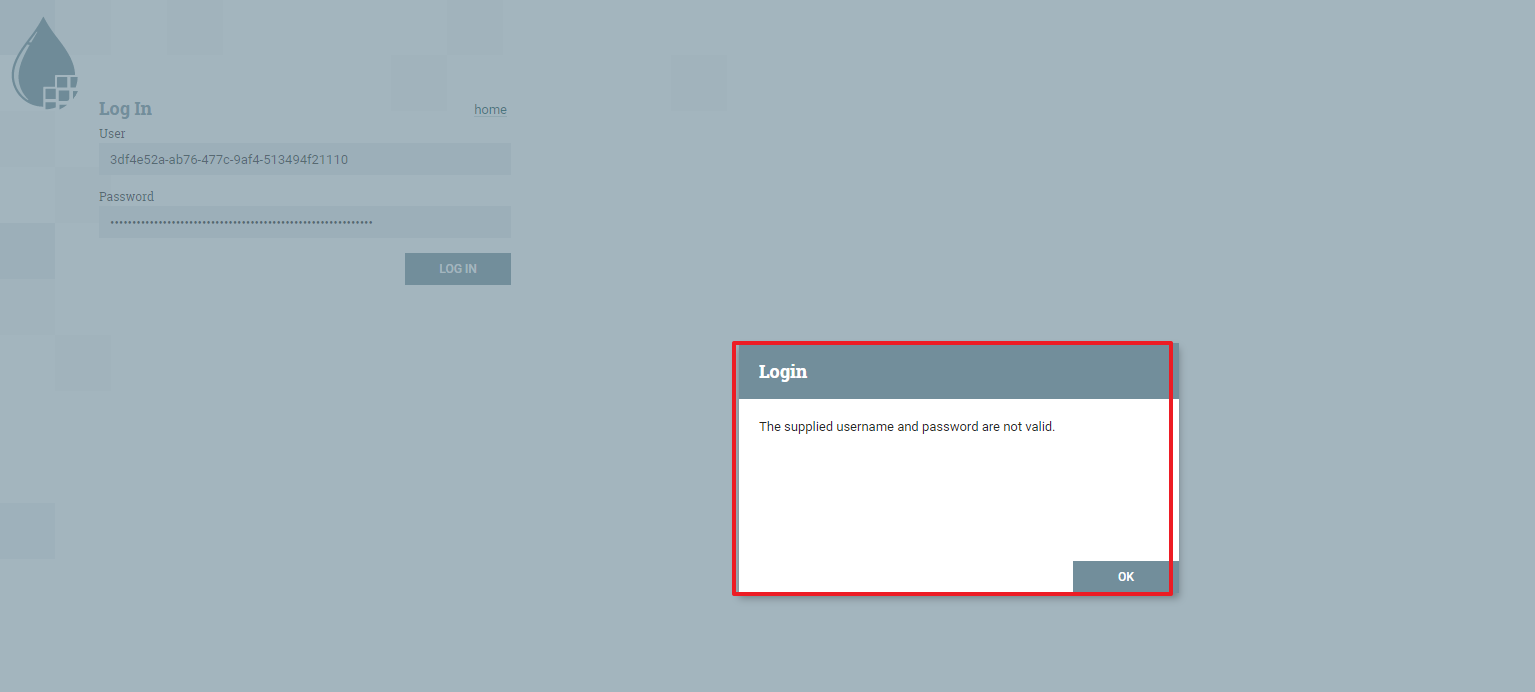 Log In
home
User
3df4e52a-ab76-477c-9af4-513494f21110
Password
LOG IN
Login
The supplied username and password are not valid.
OK